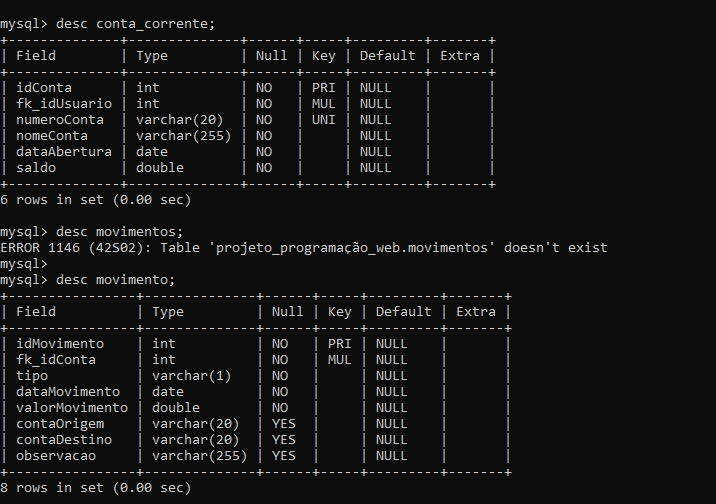 mysql> desc conta_corrente;
+--------------+--------------+------+-----+---------+-------+
| Field        | Type         | Null | Key | Default | Extra |
+--------------+--------------+------+-----+---------+-------+
| idConta      | int          | NO   | PRI | NULL    |       |
| fk_idUsuario | int          | NO   | MUL | NULL    |       |
| numeroConta  | varchar(20)  | NO   | UNI | NULL    |       |
| nomeConta    | varchar(255) | NO   |     | NULL    |       |
| dataAbertura | date         | NO   |     | NULL    |       |
| saldo        | double       | NO   |     | NULL    |       |
+--------------+--------------+------+-----+---------+-------+
6 rows in set (0.00 sec)
mysql> desc movimentos;
ERROR 1146 (42S02): Table 'projeto_programação_web.movimentos' doesn't exist
mysql>
mysql> desc movimento;
+----------------+--------------+------+-----+---------+-------+
| Field          | Type         | Null | Key | Default | Extra |
+----------------+--------------+------+-----+---------+-------+
| idMovimento    | int          | NO   | PRI | NULL    |       |
| fk_idConta     | int          | NO   | MUL | NULL    |       |
| tipo           | varchar(1)   | NO   |     | NULL    |       |
| dataMovimento  | date         | NO   |     | NULL    |       |
| valorMovimento | double       | NO   |     | NULL    |       |
| contaOrigem    | varchar(20)  | YES  |     | NULL    |       |
| contaDestino   | varchar(20)  | YES  |     | NULL    |       |
| observacao     | varchar(255) | YES  |     | NULL    |       |
+----------------+--------------+------+-----+---------+-------+
8 rows in set (0.00 sec)